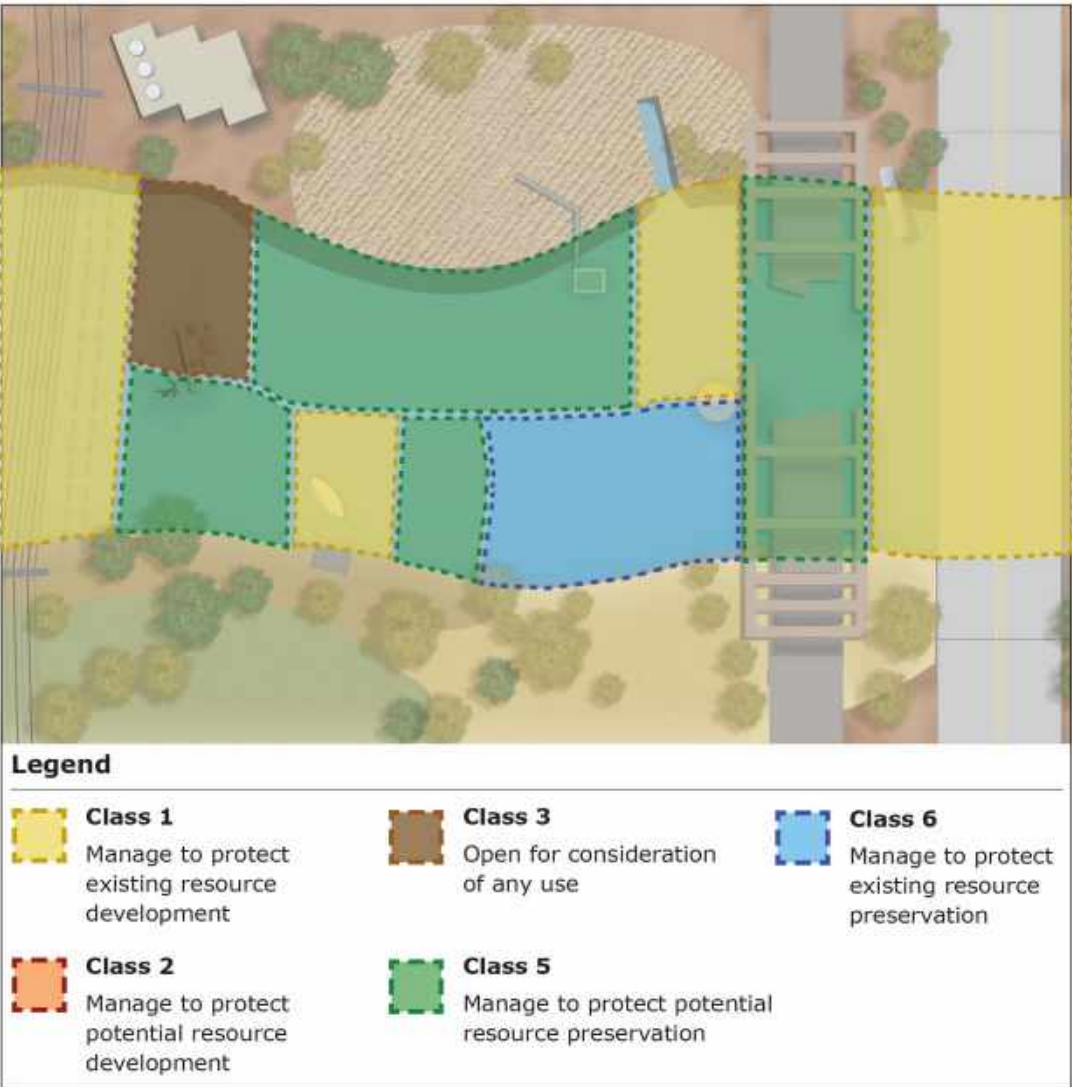 Legend
Class 1
Manage to protect
existing resource
development
Class 3
Open for consideration
of any use
Class 6
Manage to protect
existing resource
preservation
Class 2
Manage to protect
potential resource
development
Class 5
Manage to protect potential
resource preservation